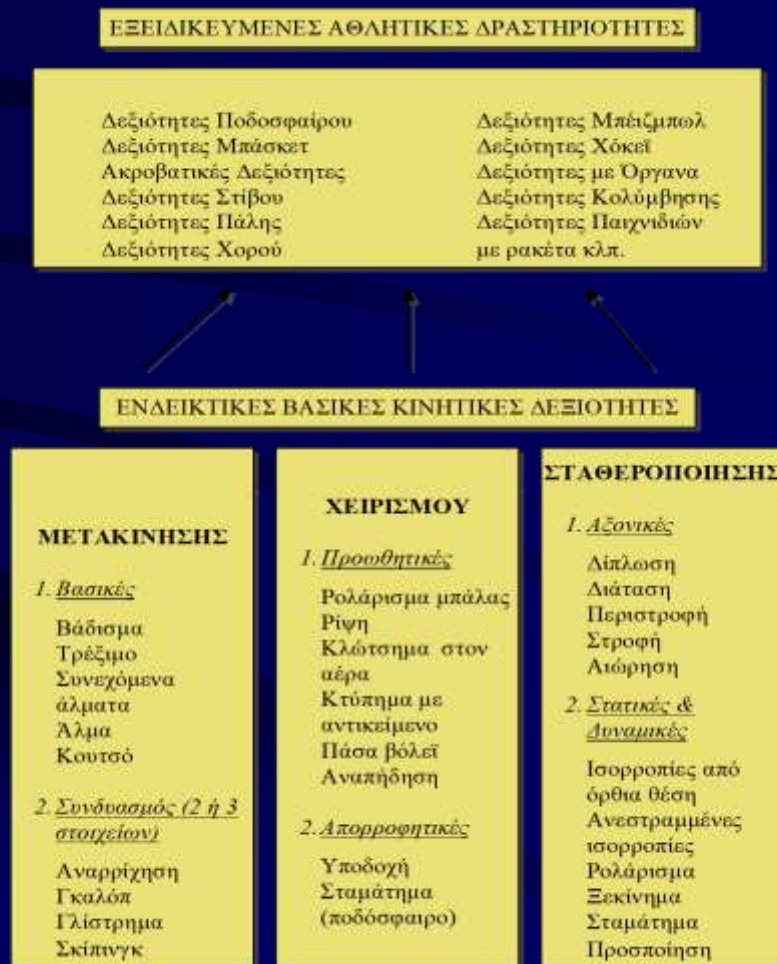 ΕΞΕΙΔΙΚΕΥΜΕΝΕΣ ΑΘΛΗΤΙΚΕΣ ΔΡΑΣΤΗΡΙΟΤΗΤΕΣ
Δεξιότητες Ποδοσφαίρου
Δεξιότητες Μπάσκετ
Ακροβατικές Δεξιότητες
Δεξιότητες Στίβου
Δεξιότητες Πάλης
Δεξιότητες Χορού
Δεξιότητες Μπέιζμπωλ
Δεξιότητες Χόκεϊ
Δεξιότητες με Όργανα
Δεξιότητες Κολύμβησης
Δεξιότητες Παιχνιδιών
με ρακέτα κλπ.
ΕΝΔΕΙΚΤΙΚΕΣ ΒΑΣΙΚΕΣ ΚΙΝΗΤΙΚΕΣ ΔΕΞΙΟΤΗΤΕΣ
ΜΕΤΑΚΙΝΗΣΗΣ
1. Βασικές
Βάδισμα
Τρέξιμο
Συνεχόμενα
άλματα
Άλμα
Κουτσό
2. Συνδυασμός (2 ή 3
στοιχείων)
Αναρρίχηση
Γκαλόπ
Γλίστρημα
Σκίπινγκ
ΧΕΙΡΙΣΜΟΥ
1. Προωθητικές
Ρολάρισμα μπάλας
Ρίψη
Κλώτσημα στον
αέρα
Κτύπημα με
αντικείμενο
Πάσα βόλεϊ
Αναπήδηση
2. Απορροφητικές
Υποδοχή
Σταμάτημα
(ποδόσφαιρο)
ΣΤΑΘΕΡΟΠΟΙΗΣΗΣ
1. Αξονικές
Δίπλωση
Διάταση
Περιστροφή
Στροφή
Αιώρηση
2. Στατικές &
Δυναμικές
Ισορροπίες από
όρθια θέση
Ανεστραμμένες
ισορροπίες
Ρολάρισμα
Ξεκίνημα
Σταμάτημα
Προσποίηση